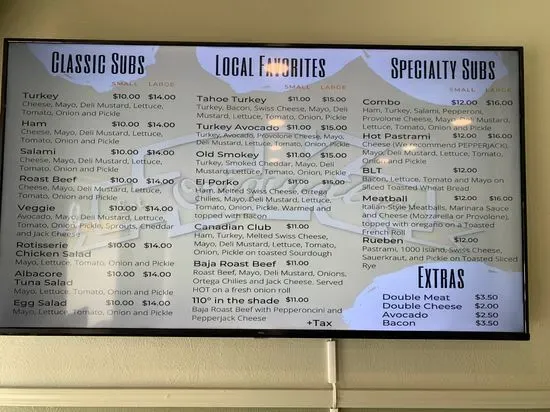 CLASSIC SUBS
SMALL LARGE
Turkey $10.00 $14.00
Cheese, Mayo, Deli Mustard, Lettuce,
Tomato, Onion and Pickle
Ham $10.00 $14.00
Cheese, Mayo, Deli Mustard, Lettuce,
Tomato, Onion and Pickle
Salami $10.00 $14.00
Cheese, Mayo, Deli Mustard, Lettuce,
Tomato, Onion and Pickle
Roast Beef $10.00 $14.00
Cheese, Mayo, Deli Mustard, Lettuce,
Tomato, Onion and Pickle
Veggie $10.00 $14.00
Avocado, Mayo, Mustard, Lettuce,
Tomato, Onion, Pickle, Sprouts, Cheddar
and Jack Cheese
Rotisserie $10.00 $14.00
Chicken Salad
Mayo, Lettuce, Tomato, Onion and Pickle
Albacore $10.00 $14.00
Tuna Salad
Mayo, Lettuce, Tomato, Onion and Pickle
Egg Salad $10.00 $14.00
Mayo, Lettuce, Tomato, Onion and Pickle
LOCAL FAVORITES
SMALL LARGE
Tahoe Turkey $11.00 $15.00
Turkey, Bacon, Swiss Cheese, Mayo, Deli
Mustard, Lettuce, Tomato, Onion and Pickle
Turkey Avocado $11.00 $15.00
Turkey, Avocado, Provolone Cheese, Mayo,
Deli Mustard, Lettuce, Tomato, Onion and
Pickle
Old Smokey $11.00 $15.00
Turkey, Smoked Cheddar, Mayo, Deli
Mustard, Lettuce, Tomato, Onion and Pickle
El Porko $11.00 $15.00
Ham, Melted Swiss Cheese, Ortega
Chilies, Mayo, Deli Mustard, Lettuce,
Tomato, Onion, Pickle, Warmed and
topped with Bacon
Canadian Club $11.00
Ham, Turkey, Melted Swiss Cheese,
Mayo, Deli Mustard, Lettuce, Tomato,
Onion, and Pickle on toasted Sourdough
Baja Roast Beef $11.00
Roast Beef, Mayo, Deli Mustard, Onions,
Ortega Chilies and Jack Cheese. Served
HOT on a fresh onion roll
110° in the shade $11.00
Baja Roast Beef with Pepperoncini and
Pepperjack Cheese
+Tax
SPECIALTY SUBS
SMALL LARGE
Combo $12.00 $16.00
Ham, Turkey, Salami, Pepperoni,
Provolone Cheese, Mayo, Deli Mustard,
Lettuce, Tomato, Onion and Pickle
Hot Pastrami $12.00 $16.00
Cheese (We recommend PEPPERJACK),
Mayo, Deli Mustard, Lettuce, Tomato,
Onion and Pickle
BLT $12.00
Bacon, Lettuce, Tomato and Mayo on
Sliced Toasted Wheat Bread
Meatball $12.00 $16.00
Italian-Style Meatballs, Marinara Sauce
and Cheese (Mozzarella or Provolone),
topped with oregano on a Toasted
French Roll
Rueben $12.00
Pastrami, 1000 Island, Swiss Cheese,
Sauerkraut, and Pickle on Toasted Sliced
Rye
EXTRAS
Double Meat $3.50
Double Cheese $2.00
Avocado $2.50
Bacon $3.50